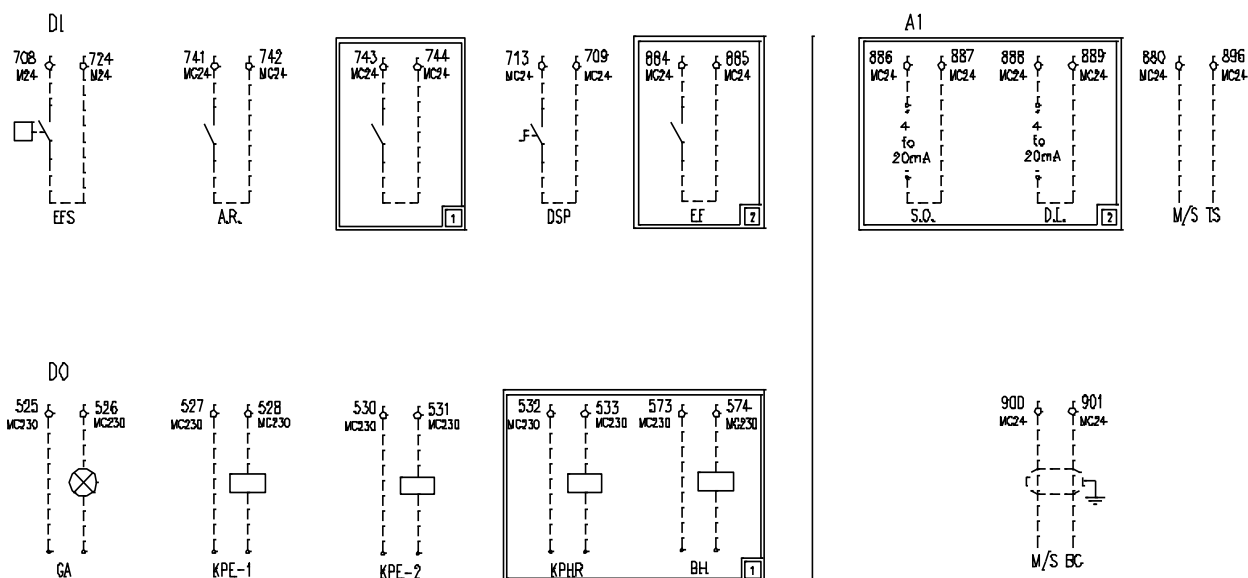 DI A1
708 724 741 742 743 744 713 709 884 885 886 887 888 889 880 896
M24 M24 MC24 MC24 MC24 MC24 MC24 MC24 MC24 MC24 MC24 MC24 MC24 MC24 MC24 MC24
4 4
to to
20mA 20mA
EFS A.R. 1 DSP E.F 2 S.O. D.L. 2 M/S TS
DO
525 526 527 528 530 531 532 533 573 574 900 901
MC230 MC230 MC230 MC230 MC230 MC230 MC230 MC230 MC230 MC230 MC24 MC24
GA KPE-1 KPE-2 KPHR BH 1 M/S